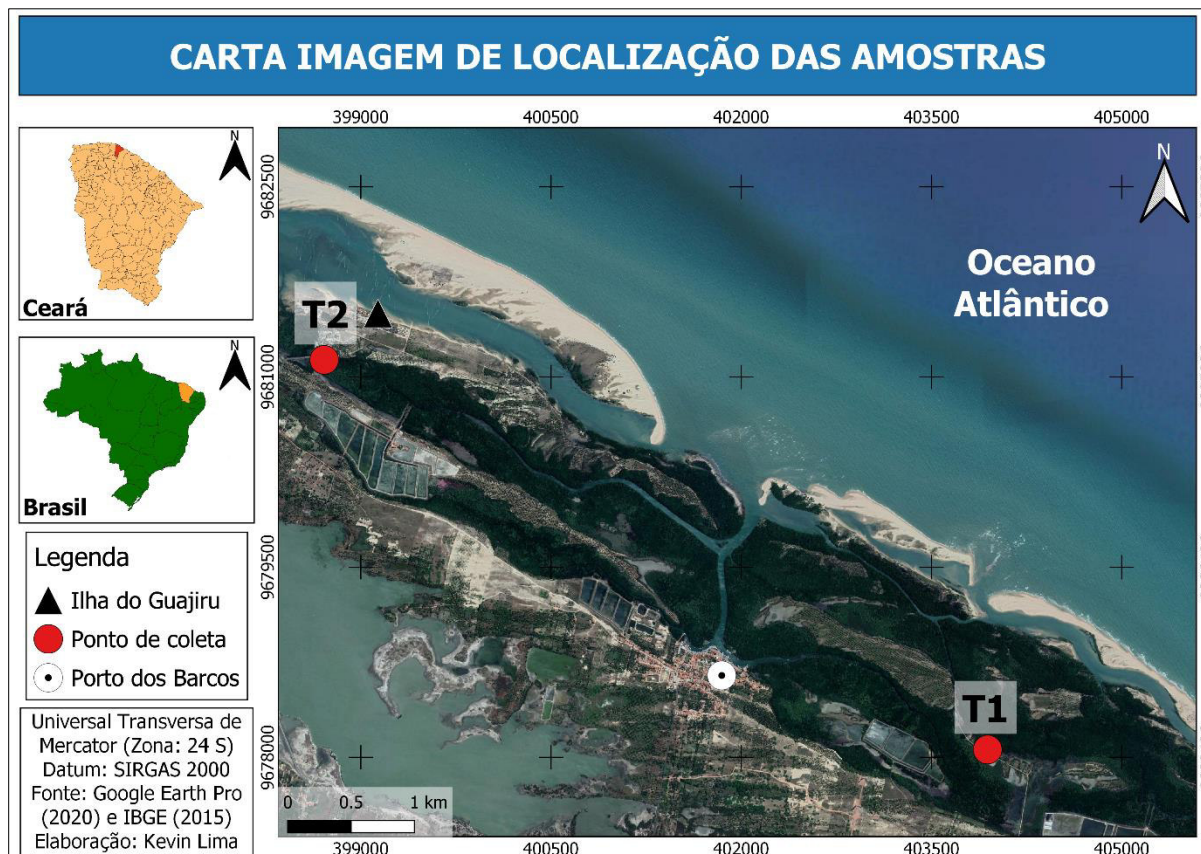 CARTA IMAGEM DE LOCALIZAÇÃO DAS AMOSTRAS
N
Ceará
N
Brasil
Legenda
Ilha do Guajiru
Ponto de coleta
Porto dos Barcos
Universal Transversa de
Mercator (Zona: 24 S)
Datum: SIRGAS 2000
Fonte: Google Earth Pro
(2020) e IBGE (2015)
Elaboração: Kevin Lima
399000 400500 402000 403500 405000
9682500
9681000
9679500
9678000
N
Oceano
Atlântico
T2
T1
0 0.5 1 km
399000 400500 402000 403500 405000